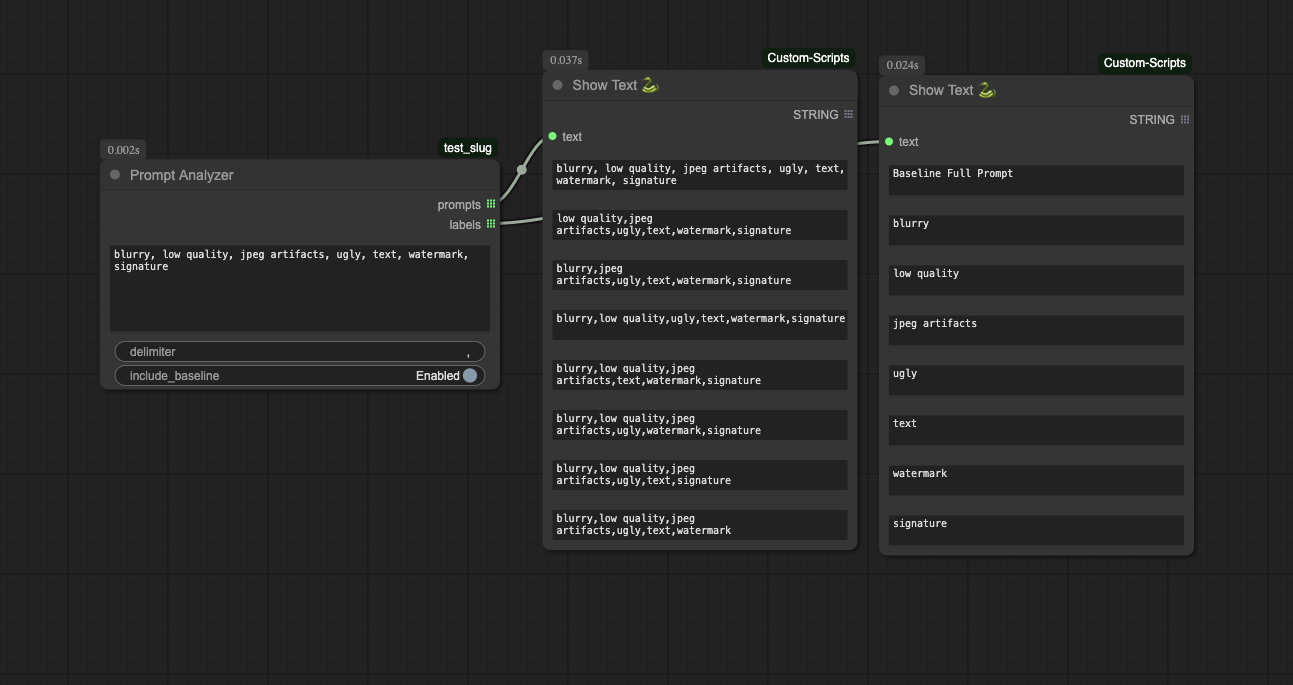 0.002s
test_slug
Prompt Analyzer
prompts
labels
blurry, low quality, jpeg artifacts, ugly, text, watermark,
signature
delimiter ,
include_baseline Enabled
0.037s
Custom-Scripts
Show Text 🐍
STRING
text
blurry, low quality, jpeg artifacts, ugly, text,
watermark, signature
low quality,jpeg
artifacts,ugly,text,watermark,signature
blurry,jpeg
artifacts,ugly,text,watermark,signature
blurry,low quality,ugly,text,watermark,signature
blurry,low quality,jpeg
artifacts,text,watermark,signature
blurry,low quality,jpeg
artifacts,ugly,watermark,signature
blurry,low quality,jpeg
artifacts,ugly,text,signature
blurry,low quality,jpeg
artifacts,ugly,text,watermark
0.024s
Custom-Scripts
Show Text 🐍
STRING
text
Baseline Full Prompt
blurry
low quality
jpeg artifacts
ugly
text
watermark
signature